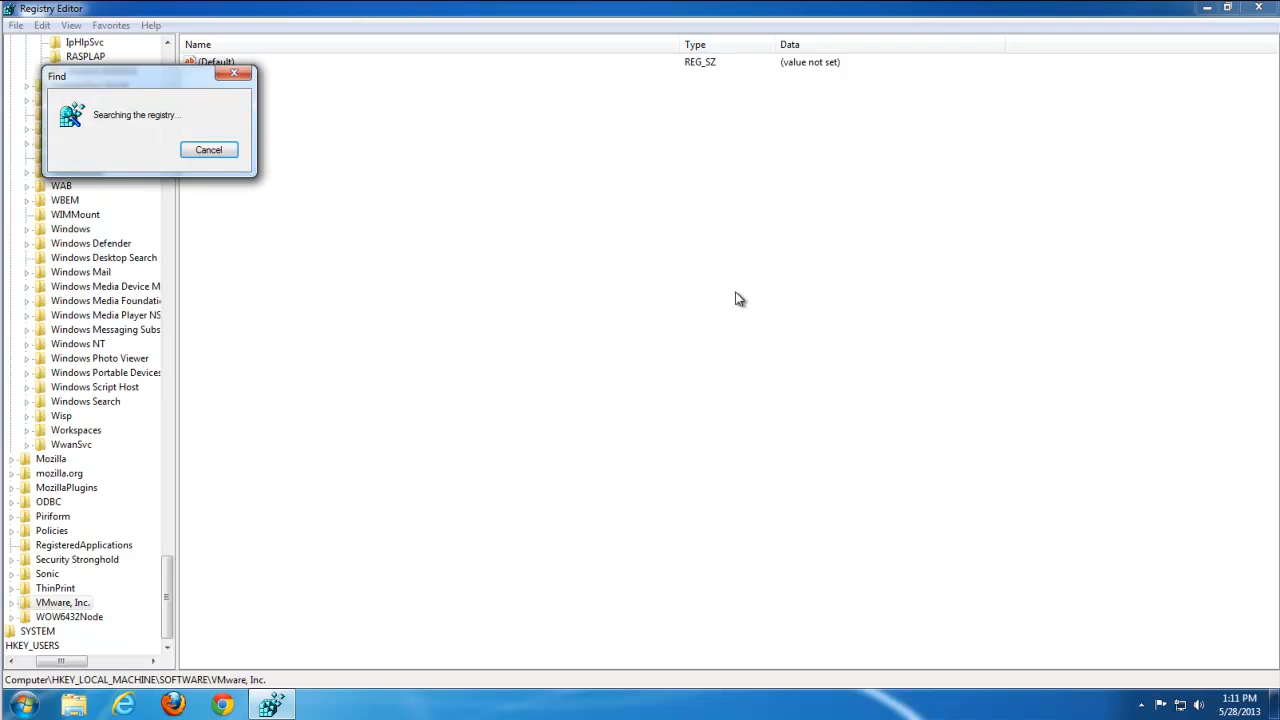 Registry Editor
File Edit View Favorites Help
IpHlpSvc
RASPLAP
Name Type Data
(Default) REG_SZ (value not set)
Find
Searching the registry...
Cancel
WAB
WBEM
WIMMount
Windows
Windows Defender
Windows Desktop Search
Windows Mail
Windows Media Device M
Windows Media Foundati
Windows Media Player NS
Windows Messaging Subs
Windows NT
Windows Photo Viewer
Windows Portable Devices
Windows Script Host
Windows Search
Wisp
Workspaces
WwanSvc
Mozilla
mozilla.org
MozillaPlugins
ODBC
Piriform
Policies
RegisteredApplications
Security Stronghold
Sonic
ThinPrint
VMware, Inc.
WOW6432Node
SYSTEM
HKEY_USERS
Computer\HKEY_LOCAL_MACHINE\SOFTWARE\VMware, Inc.
1:11 PM
5/28/2013